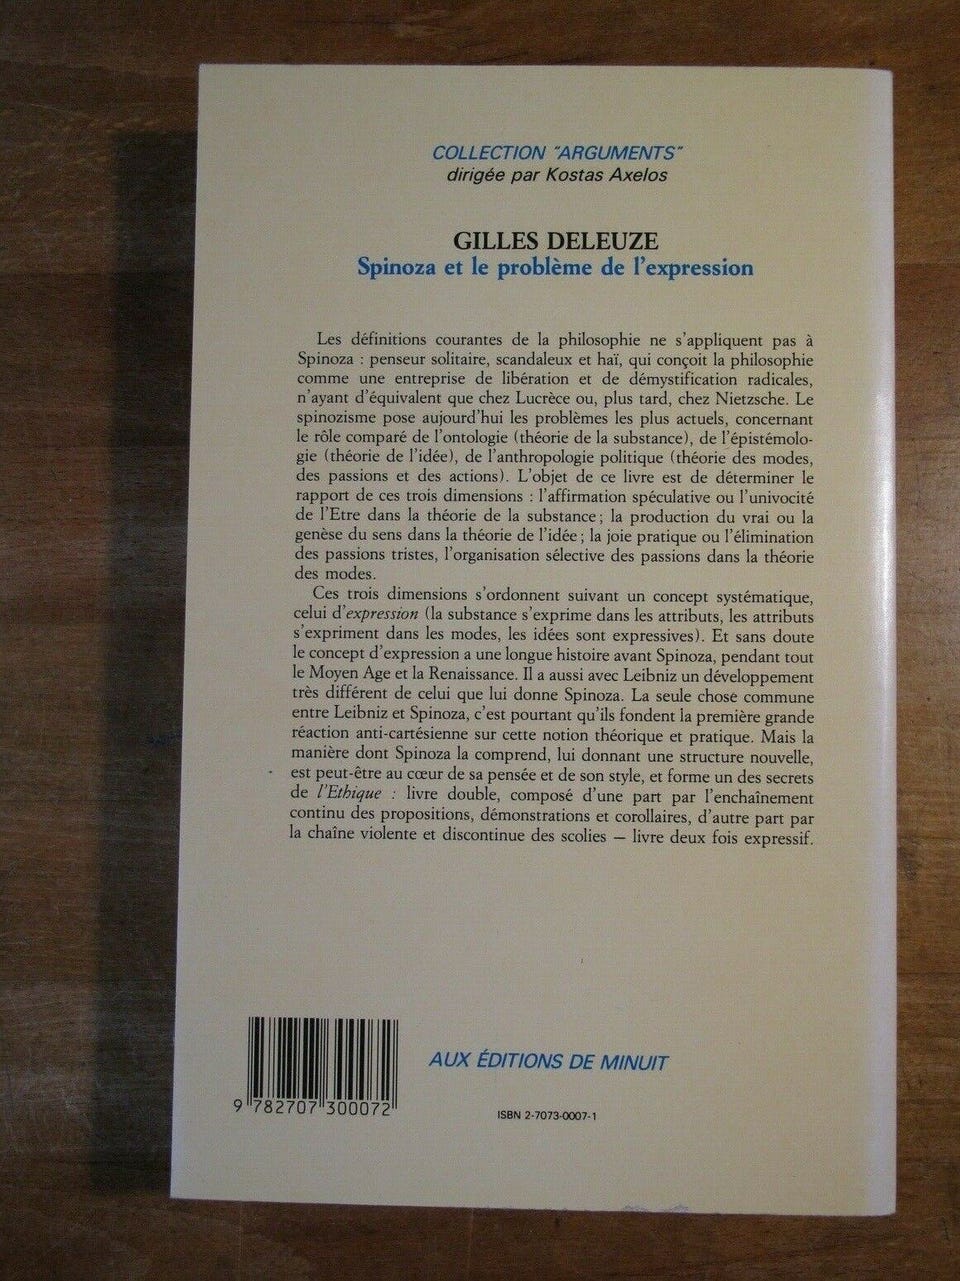 COLLECTION "ARGUMENTS"
dirigée par Kostas Axelos
GILLES DELEUZE
Spinoza et le problème de l'expression
Les définitions courantes de la philosophie ne s'appliquent pas à
Spinoza : penseur solitaire, scandaleux et haï, qui conçoit la philosophie
comme une entreprise de libération et de démystification radicales,
n'ayant d'équivalent que chez Lucrèce ou, plus tard, chez Nietzsche. Le
spinozisme pose aujourd'hui les problèmes les plus actuels, concernant
le rôle comparé de l'ontologie (théorie de la substance), de l'épistémolo-
gie (théorie de l'idée), de l'anthropologie politique (théorie des modes,
des passions et des actions). L'objet de ce livre est de déterminer le
rapport de ces trois dimensions : l'affirmation spéculative ou l'univocité
de l'Etre dans la théorie de la substance ; la production du vrai ou la
genèse du sens dans la théorie de l'idée ; la joie pratique ou l'élimination
des passions tristes, l'organisation sélective des passions dans la théorie
des modes.
Ces trois dimensions s'ordonnent suivant un concept systématique,
celui d'expression (la substance s'exprime dans les attributs, les attributs
s'expriment dans les modes, les idées sont expressives). Et sans doute
le concept d'expression a une longue histoire avant Spinoza, pendant tout
le Moyen Age et la Renaissance. Il a aussi avec Leibniz un développement
très différent de celui que lui donne Spinoza. La seule chose commune
entre Leibniz et Spinoza, c'est pourtant qu'ils fondent la première grande
réaction anti-cartésienne sur cette notion théorique et pratique. Mais la
manière dont Spinoza la comprend, lui donnant une structure nouvelle,
est peut-être au cœur de sa pensée et de son style, et forme un des secrets
de l'Ethique : livre double, composé d'une part par l'enchaînement
continu des propositions, démonstrations et corollaires, d'autre part par
la chaîne violente et discontinue des scolies — livre deux fois expressif.
AUX ÉDITIONS DE MINUIT
9 782707 300072
ISBN 2-7073-0007-1